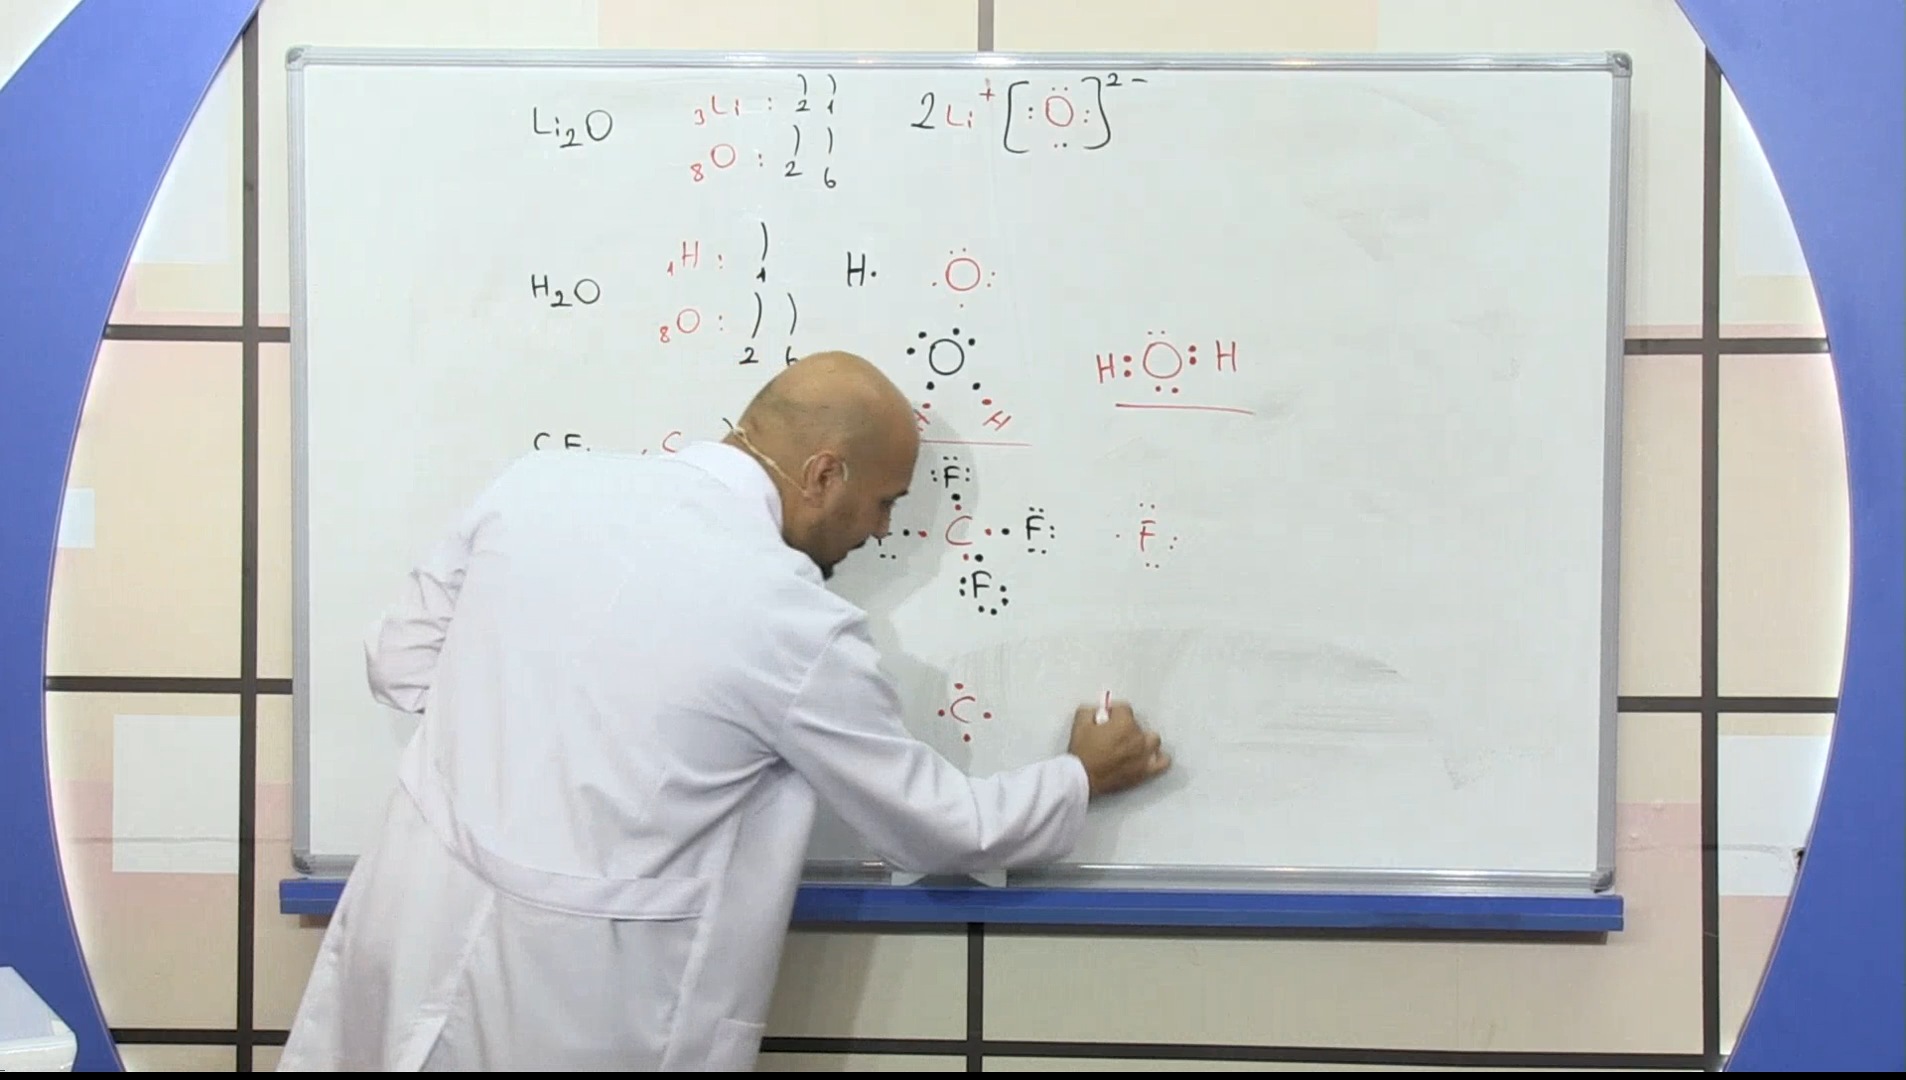 Li₂O ₃Li : ) ) 2 1 2Li⁺ [:Ö:]²⁻
₈O : ) ) 2 6
H₂O ₁H : ) 1 H· ·O:
₈O : ) ) 2 6
O H H H:O:H
C F C
:F:
C F: F:
:F:
·C·